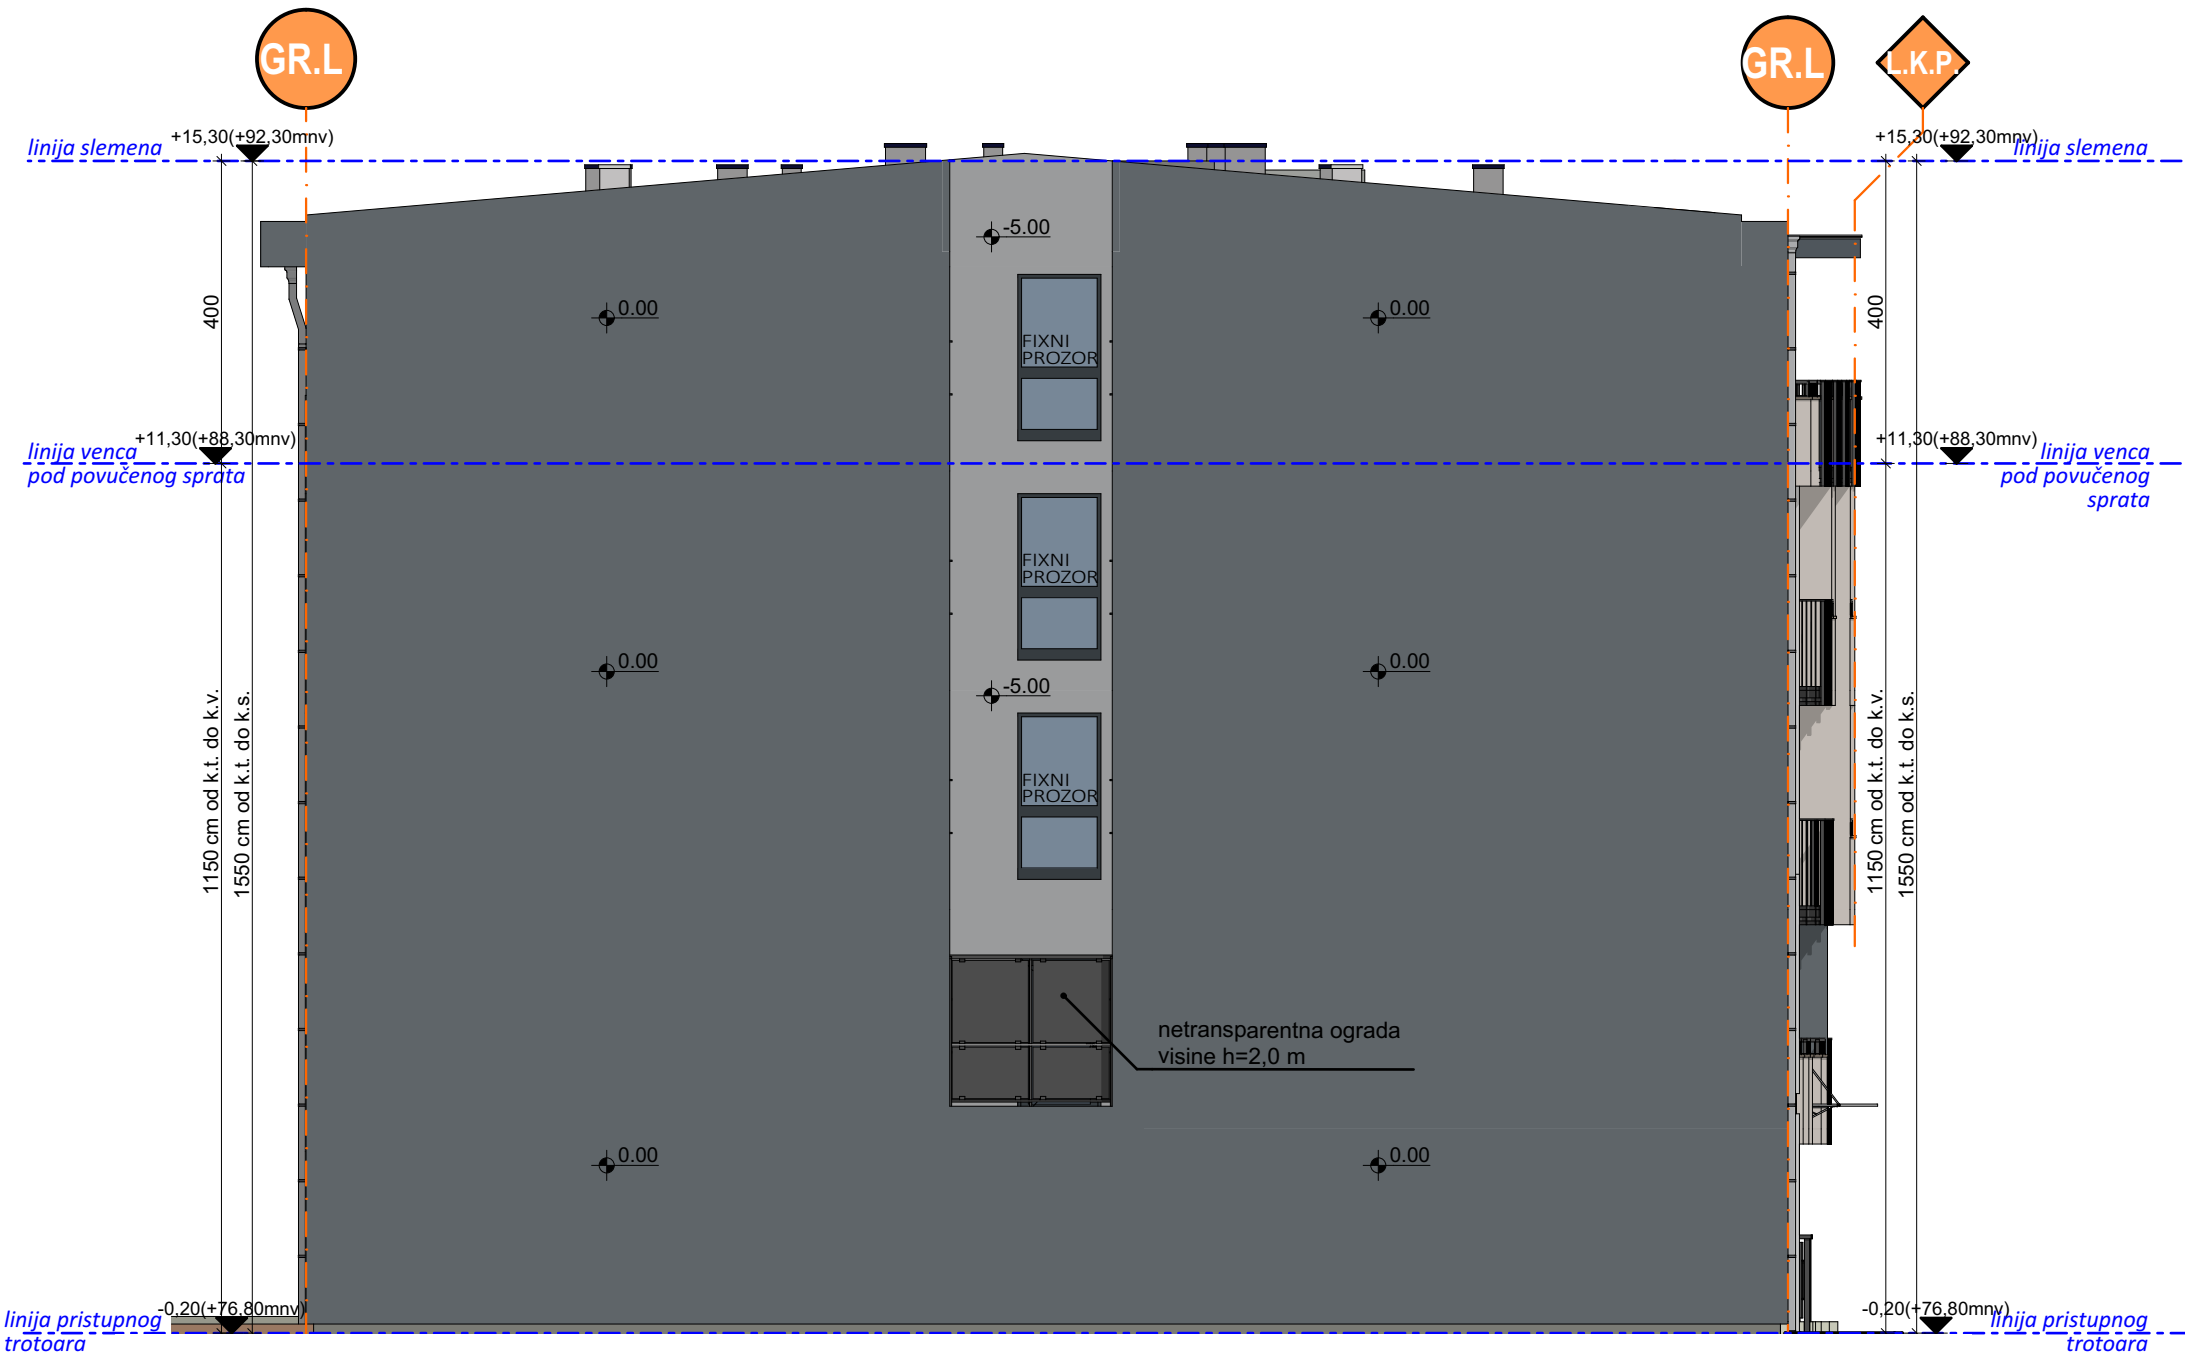 GR.L
GR.L
L.K.P.
+15,30(+92,30mnv)
linija slemena
+15,30(+92,30mnv)
linija slemena
-5.00
0.00
0.00
400
400
FIXNI
PROZOR
+11,30(+88,30mnv)
linija venca
pod povučenog sprata
+11,30(+88,30mnv)
linija venca
pod povučenog
sprata
FIXNI
PROZOR
0.00
0.00
-5.00
1150 cm od k.t. do k.v.
1550 cm od k.t. do k.s.
1150 cm od k.t. do k.v.
1550 cm od k.t. do k.s.
FIXNI
PROZOR
netransparentna ograda
visine h=2,0 m
0.00
0.00
-0,20(+76,80mnv)
linija pristupnog
trotoara
-0,20(+76,80mnv)
linija pristupnog
trotoara